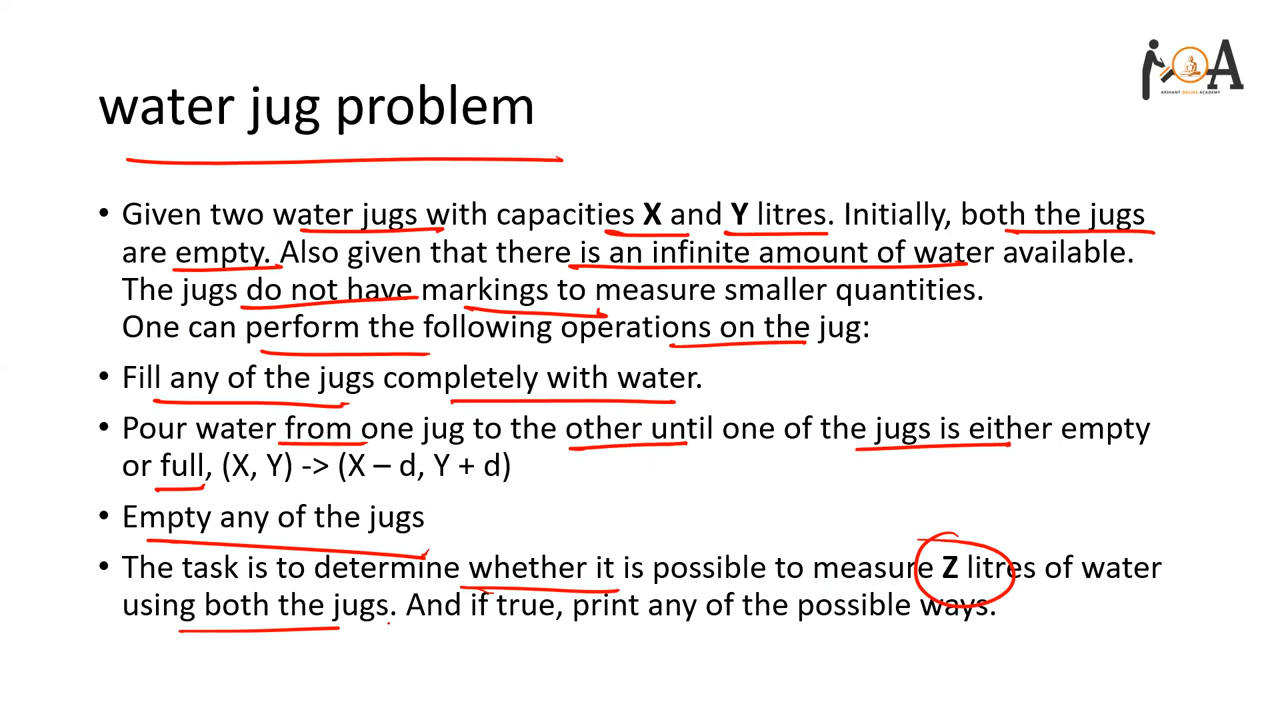 ARIHANT ONLINE ACADEMY
water jug problem
• Given two water jugs with capacities X and Y litres. Initially, both the jugs
are empty. Also given that there is an infinite amount of water available.
The jugs do not have markings to measure smaller quantities.
One can perform the following operations on the jug:
• Fill any of the jugs completely with water.
• Pour water from one jug to the other until one of the jugs is either empty
or full, (X, Y) -> (X – d, Y + d)
• Empty any of the jugs
• The task is to determine whether it is possible to measure Z litres of water
using both the jugs. And if true, print any of the possible ways.